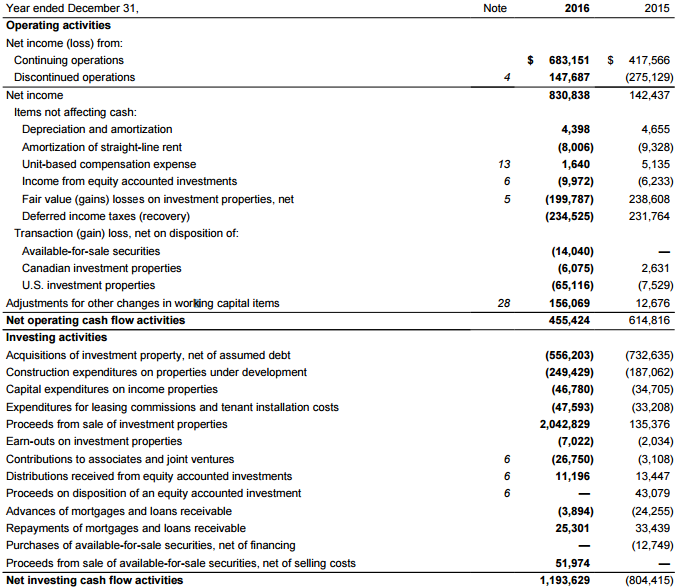 Year ended December 31, Note 2016 2015
Operating activities
Net income (loss) from:
Continuing operations $ 683,151 $ 417,566
Discontinued operations 4 147,687 (275,129)
Net income 830,838 142,437
Items not affecting cash:
Depreciation and amortization 4,398 4,655
Amortization of straight-line rent (8,006) (9,328)
Unit-based compensation expense 13 1,640 5,135
Income from equity accounted investments 6 (9,972) (6,233)
Fair value (gains) losses on investment properties, net 5 (199,787) 238,608
Deferred income taxes (recovery) (234,525) 231,764
Transaction (gain) loss, net on disposition of:
Available-for-sale securities (14,040) —
Canadian investment properties (6,075) 2,631
U.S. investment properties (65,116) (7,529)
Adjustments for other changes in working capital items 28 156,069 12,676
Net operating cash flow activities 455,424 614,816
Investing activities
Acquisitions of investment property, net of assumed debt (556,203) (732,635)
Construction expenditures on properties under development (249,429) (187,062)
Capital expenditures on income properties (46,780) (34,705)
Expenditures for leasing commissions and tenant installation costs (47,593) (33,208)
Proceeds from sale of investment properties 2,042,829 135,376
Earn-outs on investment properties (7,022) (2,034)
Contributions to associates and joint ventures 6 (26,750) (3,108)
Distributions received from equity accounted investments 6 11,196 13,447
Proceeds on disposition of an equity accounted investment 6 — 43,079
Advances of mortgages and loans receivable (3,894) (24,255)
Repayments of mortgages and loans receivable 25,301 33,439
Purchases of available-for-sale securities, net of financing — (12,749)
Proceeds from sale of available-for-sale securities, net of selling costs 51,974 —
Net investing cash flow activities 1,193,629 (804,415)